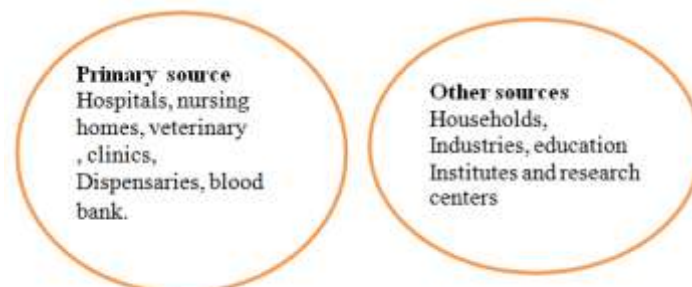 Primary source
Hospitals, nursing
homes, veterinary
, clinics,
Dispensaries, blood
bank.
Other sources
Households,
Industries, education
Institutes and research
centers